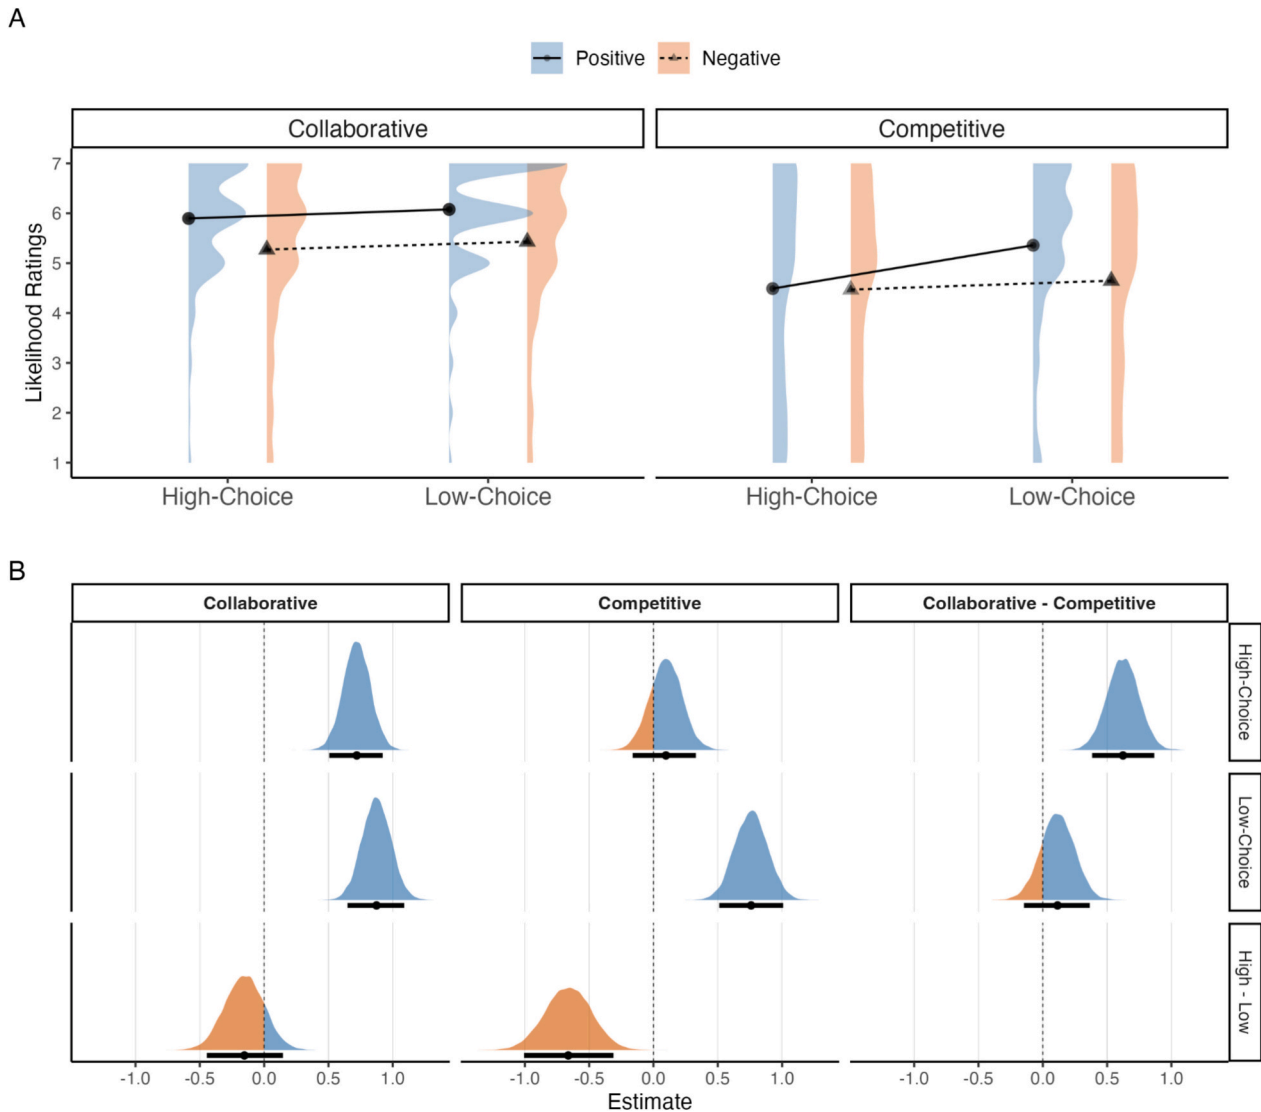 A
Positive Negative
Collaborative Competitive
Likelihood Ratings
7
6
5
4
3
2
1
High-Choice Low-Choice High-Choice Low-Choice
B
Collaborative Competitive Collaborative - Competitive
High-Choice
Low-Choice
High - Low
-1.0 -0.5 0.0 0.5 1.0 -1.0 -0.5 0.0 0.5 1.0 -1.0 -0.5 0.0 0.5 1.0
Estimate